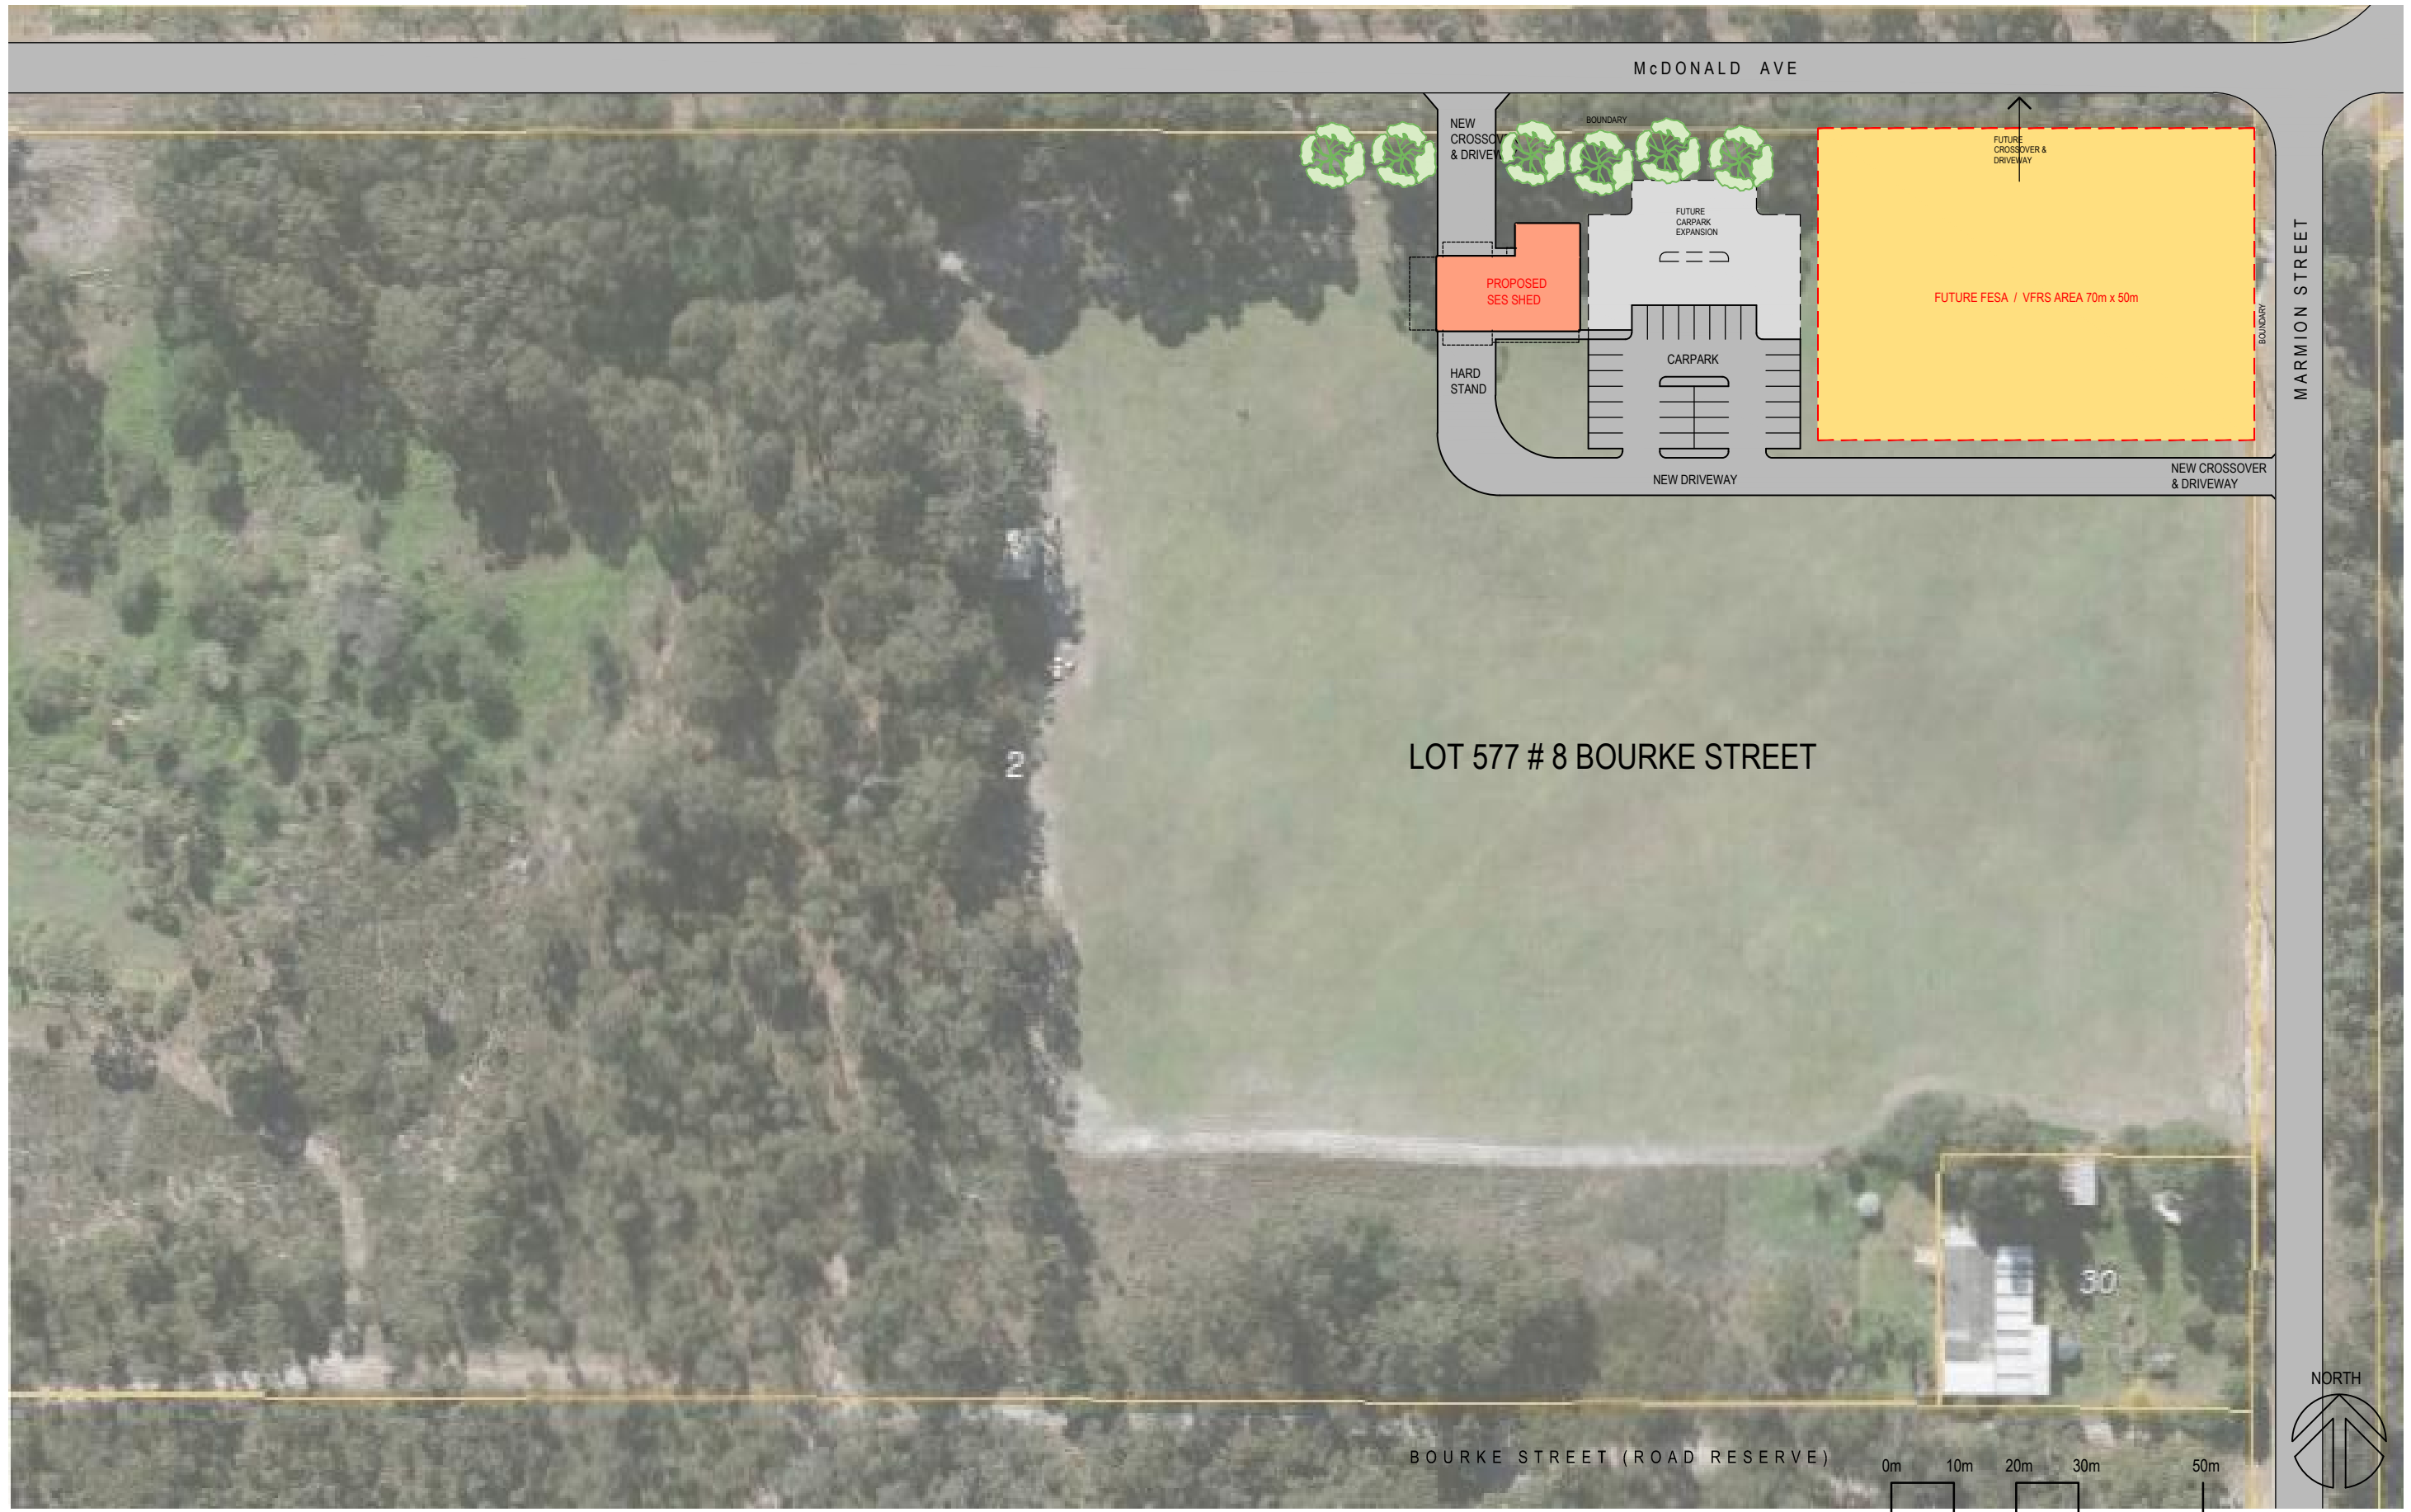 McDONALD AVE
NEW
CROSSOV
& DRIVEW
BOUNDARY
FUTURE
CROSSOVER &
DRIVEWAY
FUTURE
CARPARK
EXPANSION
PROPOSED
SES SHED
FUTURE FESA / VFRS AREA 70m x 50m
BOUNDARY
MARMION STREET
CARPARK
HARD
STAND
NEW DRIVEWAY
NEW CROSSOVER
& DRIVEWAY
2
LOT 577 # 8 BOURKE STREET
30
NORTH
BOURKE STREET (ROAD RESERVE)
0m 10m 20m 30m 50m